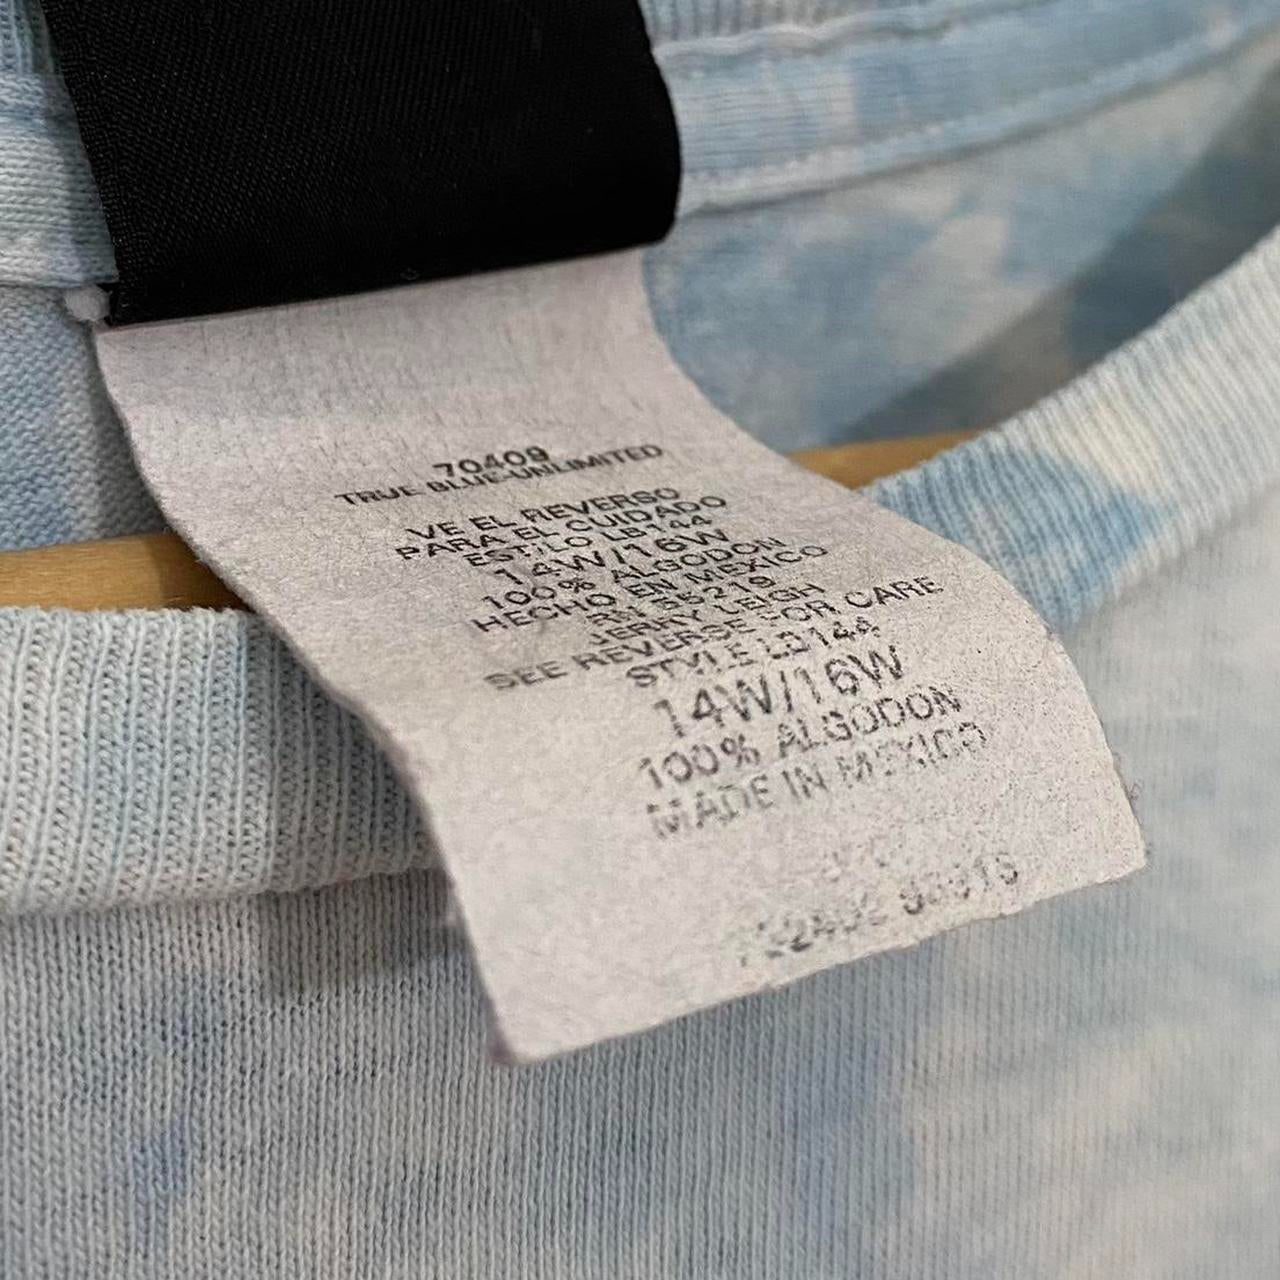 70409
TRUE BLUE-UNLIMITED
VE EL REVERSO
PARA EL CUIDADO
ESTILO LB144
14W/16W
100% ALGODON
HECHO EN MEXICO
RN 55219
JERRY LEIGH
SEE REVERSE FOR CARE
STYLE LB144
14W/16W
100% ALGODON
MADE IN MEXICO